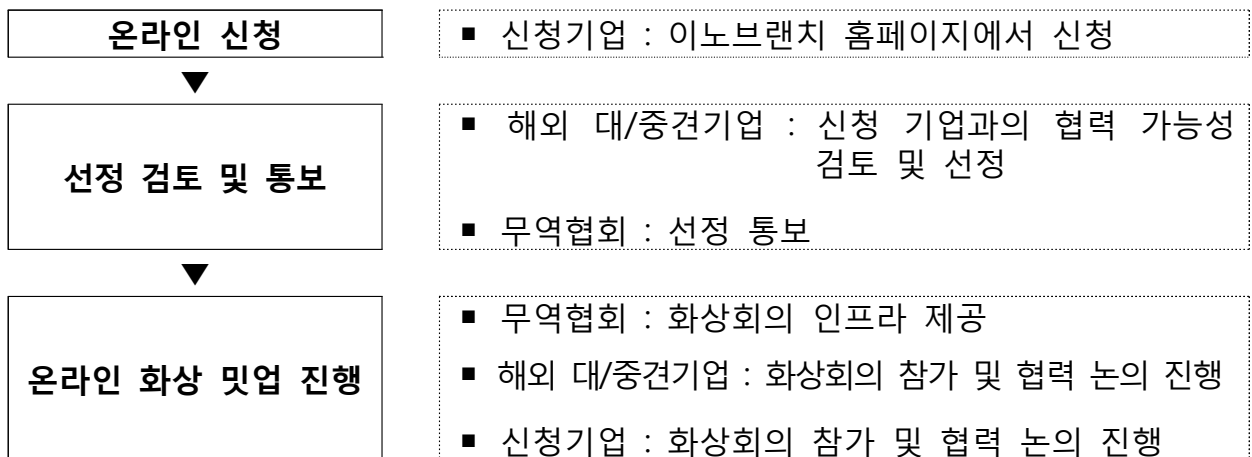 온라인 신청
■ 신청기업 : 이노브랜치 홈페이지에서 신청
▼
선정 검토 및 통보
■ 해외 대/중견기업 : 신청 기업과의 협력 가능성
검토 및 선정
■ 무역협회 : 선정 통보
▼
온라인 화상 밋업 진행
■ 무역협회 : 화상회의 인프라 제공
■ 해외 대/중견기업 : 화상회의 참가 및 협력 논의 진행
■ 신청기업 : 화상회의 참가 및 협력 논의 진행